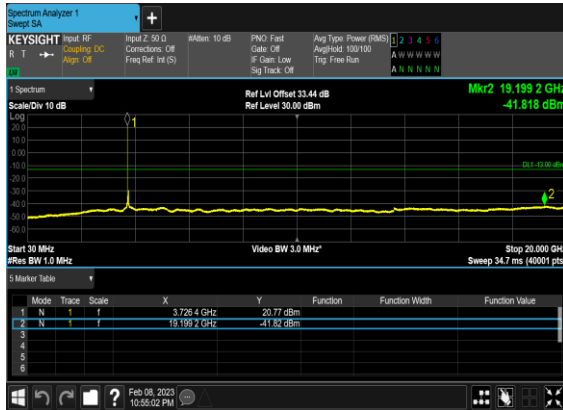 Spectrum Analyzer 1
Swept SA
+
KEYSIGHT
R T
LU
Input: RF
Coupling: DC
Align: Off
Input Z: 50 Ω
Corrections: Off
Freq Ref: Int (S)
#Atten: 10 dB
PNO: Fast
Gate: Off
IF Gain: Low
Sig Track: Off
Avg Type: Power (RMS)
Avg|Hold: 100/100
Trig: Free Run
1 2 3 4 5 6
A W W W W W
A N N N N N
1 Spectrum
Scale/Div 10 dB
Ref Lvl Offset 33.44 dB
Ref Level 30.00 dBm
Mkr2 19.199 2 GHz
-41.818 dBm
Log
20.0
10.0
0.00
-10.0
-20.0
-30.0
-40.0
-50.0
-60.0
1
DL1 -13.00 dBm
2
Start 30 MHz
#Res BW 1.0 MHz
Video BW 3.0 MHz*
Stop 20.000 GHz
Sweep 34.7 ms (40001 pts)
5 Marker Table
Mode Trace Scale X Y Function Function Width Function Value
1 N 1 f 3.726 4 GHz 20.77 dBm
2 N 1 f 19.199 2 GHz -41.82 dBm
3
4
5
6
?
Feb 08, 2023
10:55:02 PM